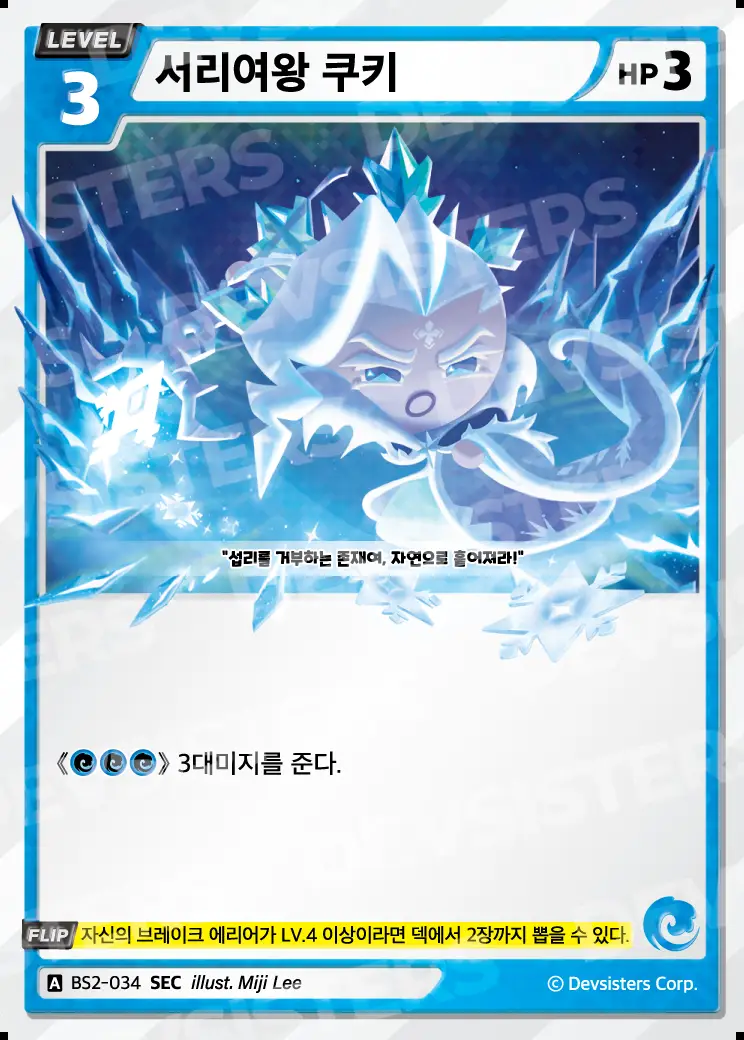 LEVEL
3
서리여왕 쿠키
HP 3
"섭리를 거부하는 존재여, 자연으로 흩어져라!"
《》 3대미지를 준다.
FLIP 자신의 브레이크 에리어가 LV.4 이상이라면 덱에서 2장까지 뽑을 수 있다.
A BS2-034 SEC illust. Miji Lee
© Devsisters Corp.
DEVSISTERS